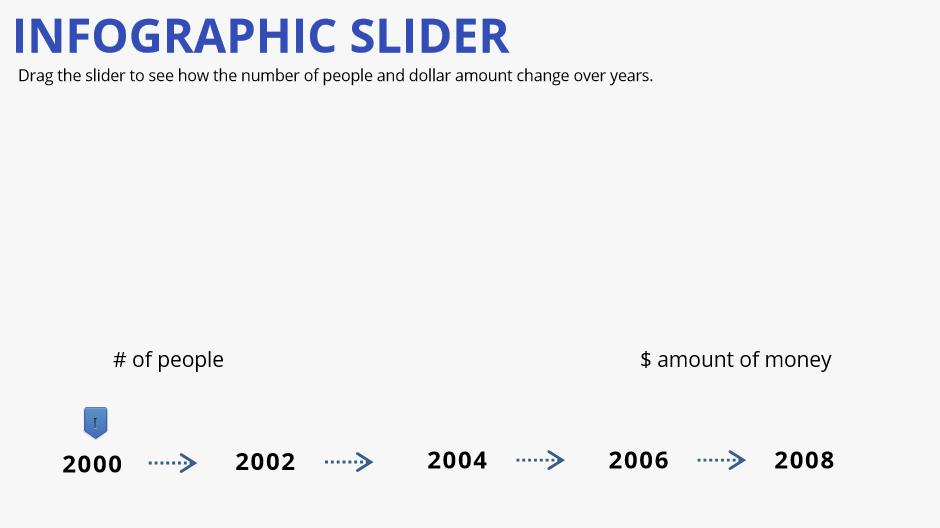 INFOGRAPHIC SLIDER
Drag the slider to see how the number of people and dollar amount change over years.
# of people
$ amount of money
2000
2002
2004
2006
2008